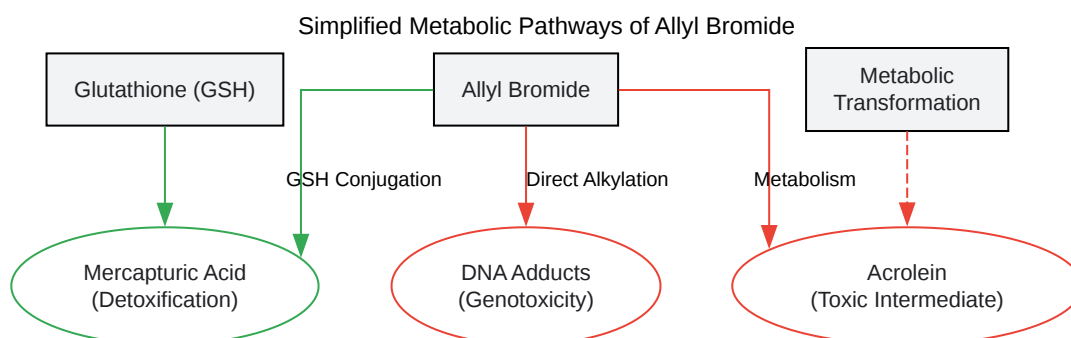 Simplified Metabolic Pathways of Allyl Bromide
Glutathione (GSH)
Allyl Bromide
Metabolic
Transformation
GSH Conjugation
Direct Alkylation
Metabolism
Mercapturic Acid
(Detoxification)
DNA Adducts
(Genotoxicity)
Acrolein
(Toxic Intermediate)